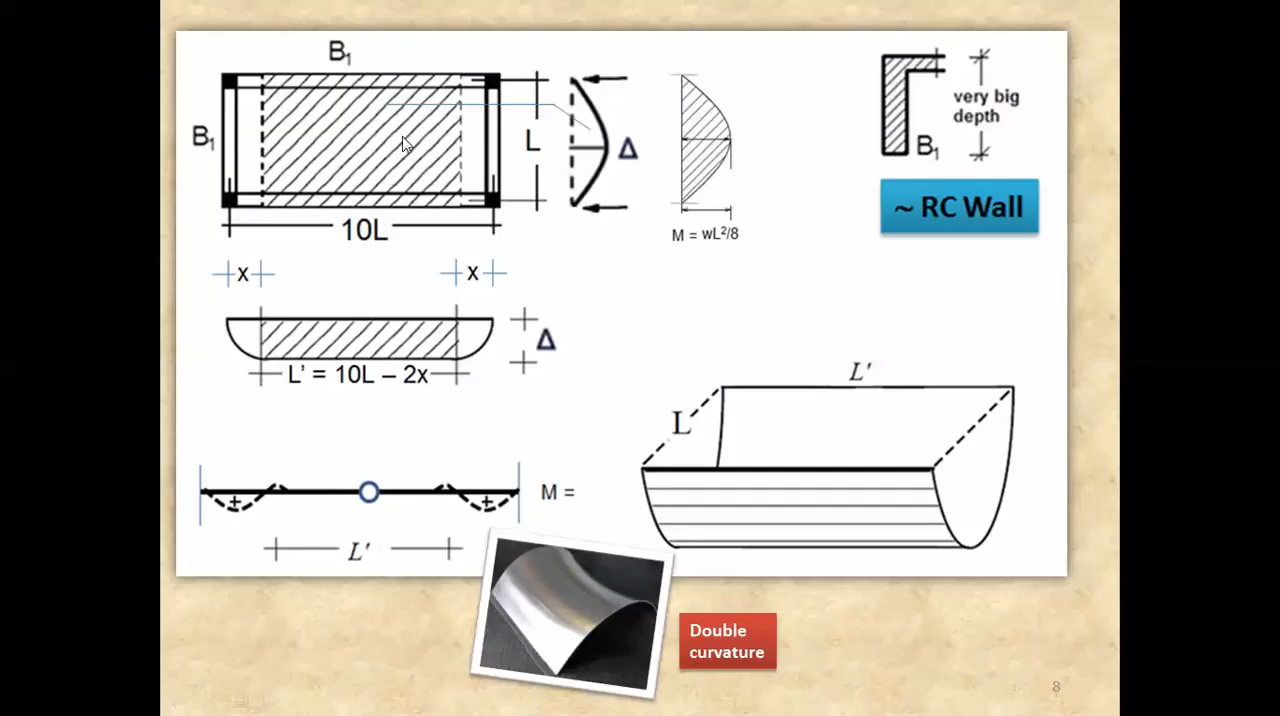 B₁
B₁
L
Δ
10L
M = wL²/8
very big
depth
B₁
~ RC Wall
x
x
Δ
L’ = 10L – 2x
L'
L
+
+
M =
L'
Double
curvature
8